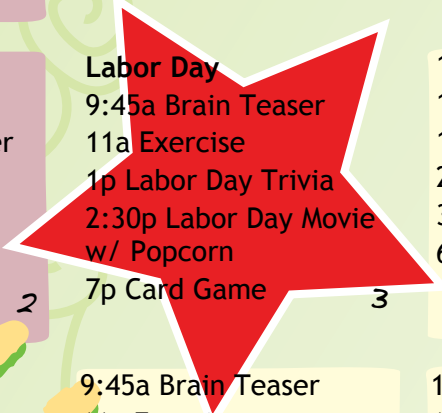 Labor Day
9:45a Brain Teaser
11a Exercise
1p Labor Day Trivia
2:30p Labor Day Movie
w/ Popcorn
7p Card Game
2
3
9:45a Brain Teaser